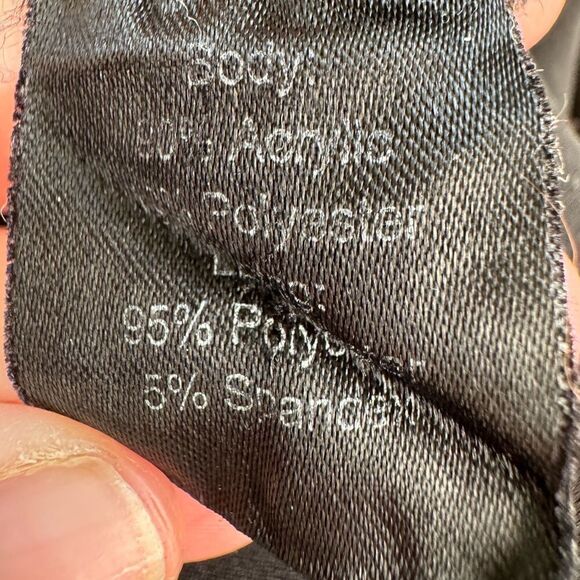 Body:
Acrylic
Polyester
95% Polyester
5% Spandex